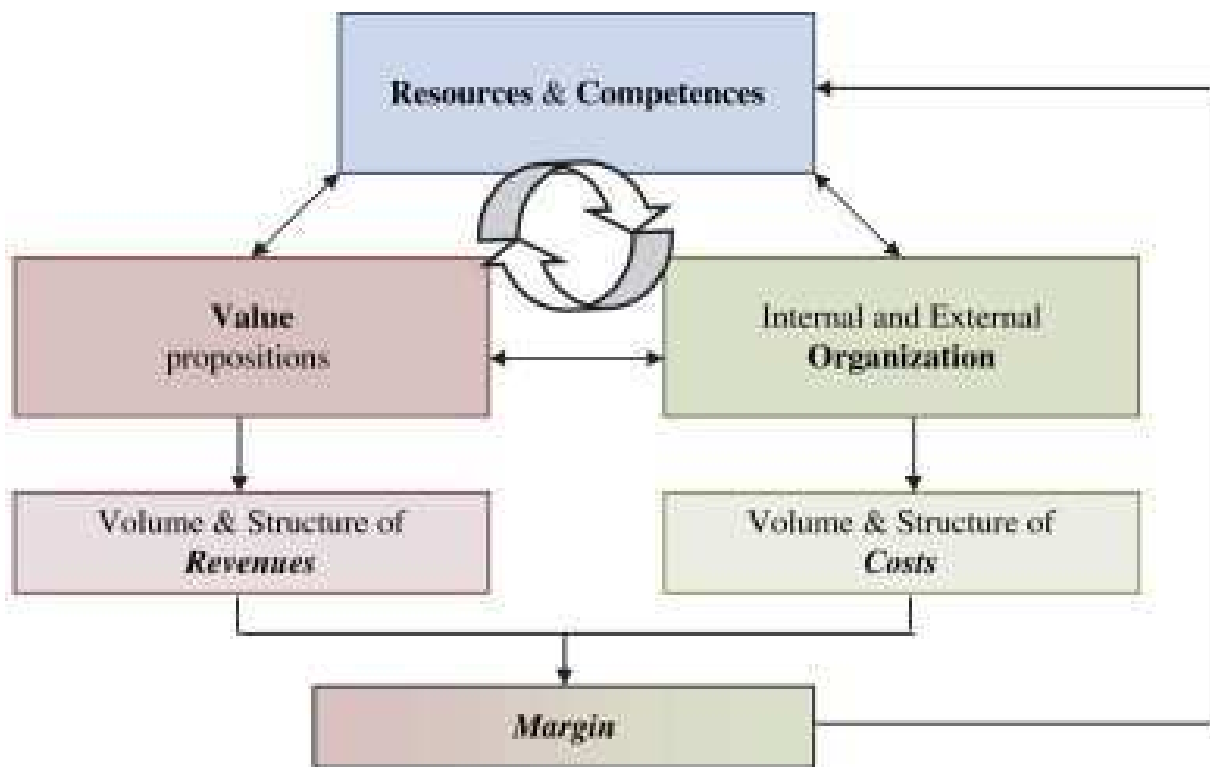 Resources & Competences
Value
propositions
Internal and External
Organization
Volume & Structure of
Revenues
Volume & Structure of
Costs
Margin